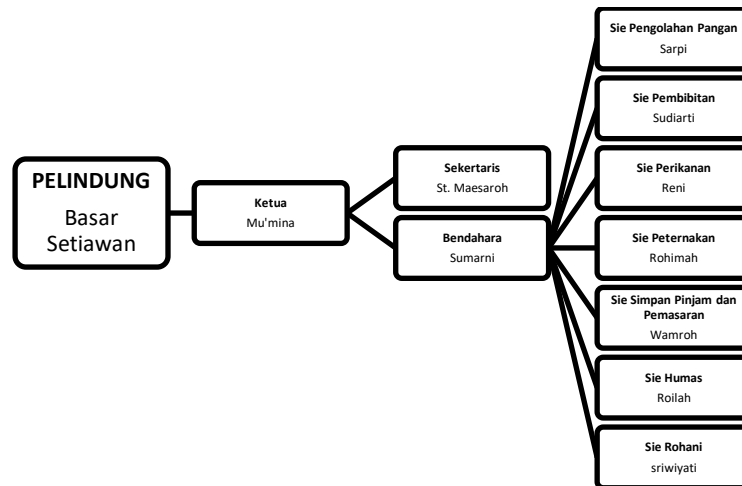 PELINDUNG
Basar
Setiawan
Ketua
Mu'mina
Sekertaris
St. Maesaroh
Bendahara
Sumarni
Sie Pengolahan Pangan
Sarpi
Sie Pembibitan
Sudiarti
Sie Perikanan
Reni
Sie Peternakan
Rohimah
Sie Simpan Pinjam dan
Pemasaran
Wamroh
Sie Humas
Roilah
Sie Rohani
sriwiyati